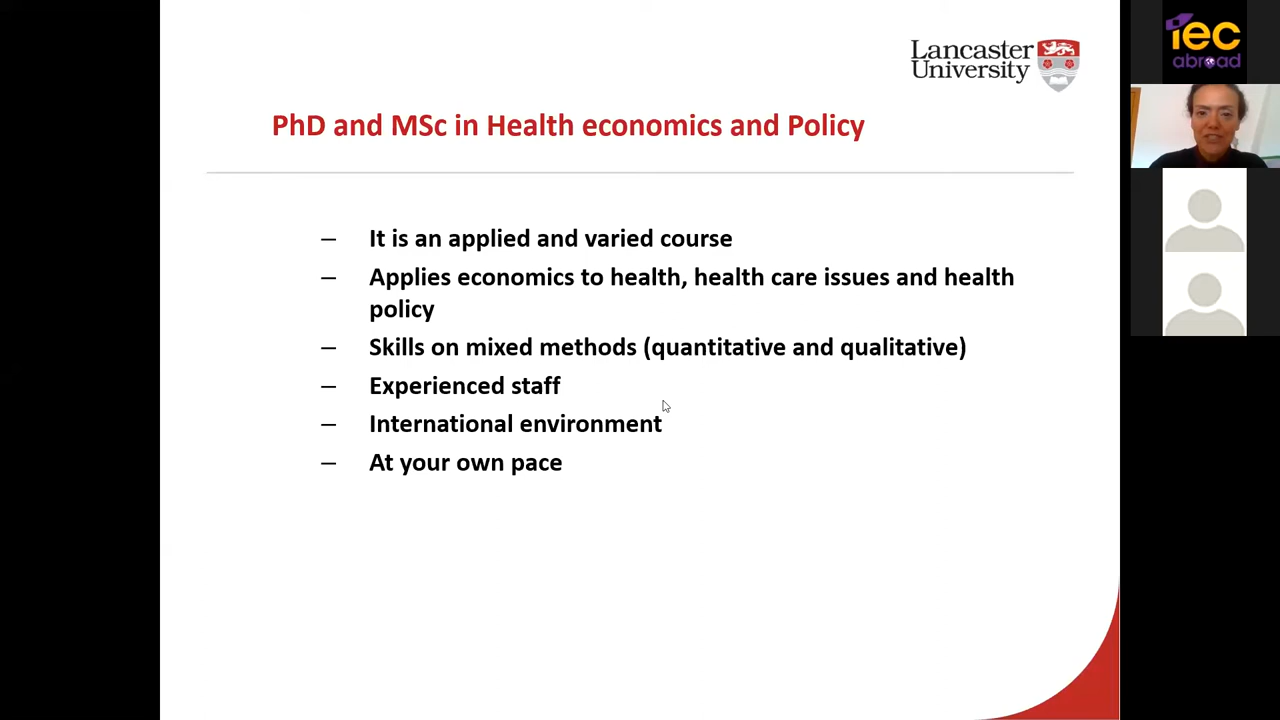 Lancaster
University
PhD and MSc in Health economics and Policy
– It is an applied and varied course
– Applies economics to health, health care issues and health
policy
– Skills on mixed methods (quantitative and qualitative)
– Experienced staff
– International environment
– At your own pace
iec
abroad